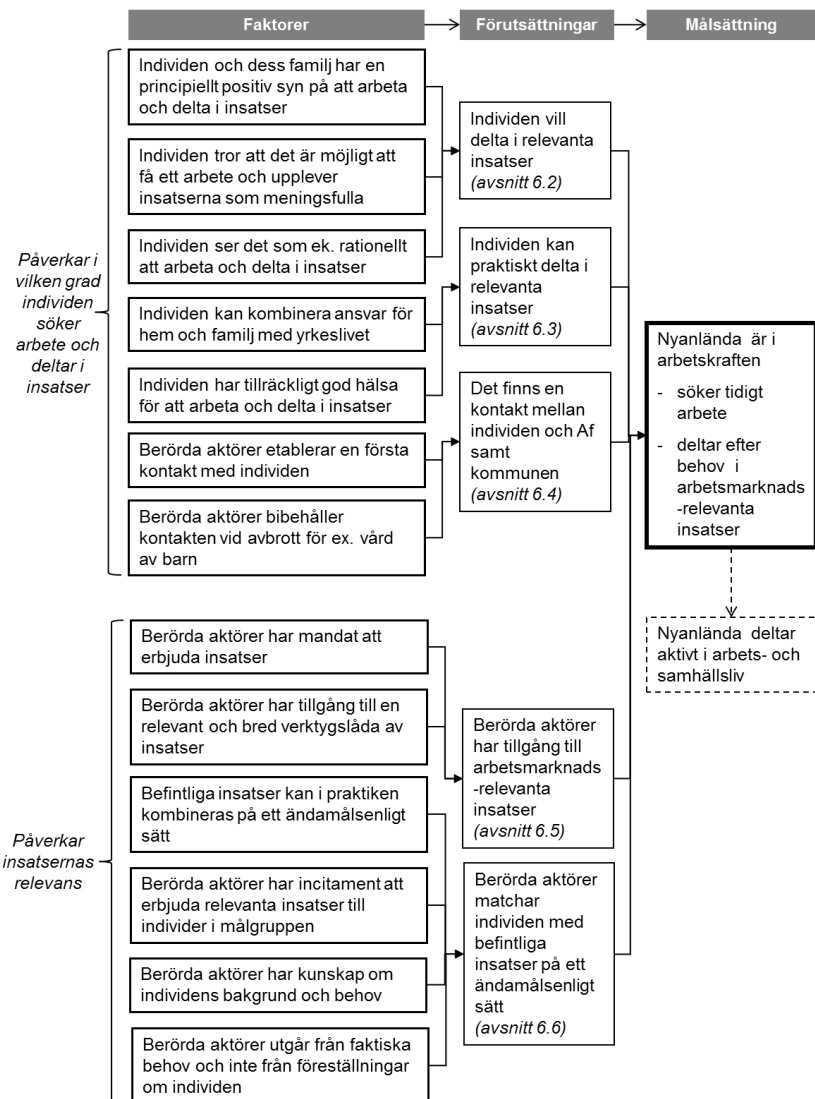 Faktorer
Förutsättningar
Målsättning
Påverkar i
vilken grad
individen
söker
arbete och
deltar i
insatser
Individen och dess familj har en
principiellt positiv syn på att arbeta
och delta i insatser
Individen tror att det är möjligt att
få ett arbete och upplever
insatserna som meningsfulla
Individen ser det som ek. rationellt
att arbeta och delta i insatser
Individen kan kombinera ansvar för
hem och familj med yrkeslivet
Individen har tillräckligt god hälsa
för att arbeta och delta i insatser
Berörda aktörer etablerar en första
kontakt med individen
Berörda aktörer bibehåller
kontakten vid avbrott för ex. vård
av barn
Individen vill
delta i relevanta
insatser
(avsnitt 6.2)
Individen kan
praktiskt delta i
relevanta
insatser
(avsnitt 6.3)
Det finns en
kontakt mellan
individen och Af
samt
kommunen
(avsnitt 6.4)
Nyanlända är i
arbetskraften
- söker tidigt
arbete
- deltar efter
behov i
arbetsmarknads
-relevanta
insatser
Nyanlända deltar
aktivt i arbets- och
samhällsliv
Påverkar
insatsernas
relevans
Berörda aktörer har mandat att
erbjuda insatser
Berörda aktörer har tillgång till en
relevant och bred verktygslåda av
insatser
Befintliga insatser kan i praktiken
kombineras på ett ändamålsenligt
sätt
Berörda aktörer har incitament att
erbjuda relevanta insatser till
individer i målgruppen
Berörda aktörer har kunskap om
individens bakgrund och behov
Berörda aktörer utgår från faktiska
behov och inte från föreställningar
om individen
Berörda aktörer
har tillgång till
arbetsmarknads
-relevanta
insatser
(avsnitt 6.5)
Berörda aktörer
matchar
individen med
befintliga
insatser på ett
ändamålsenligt
sätt
(avsnitt 6.6)